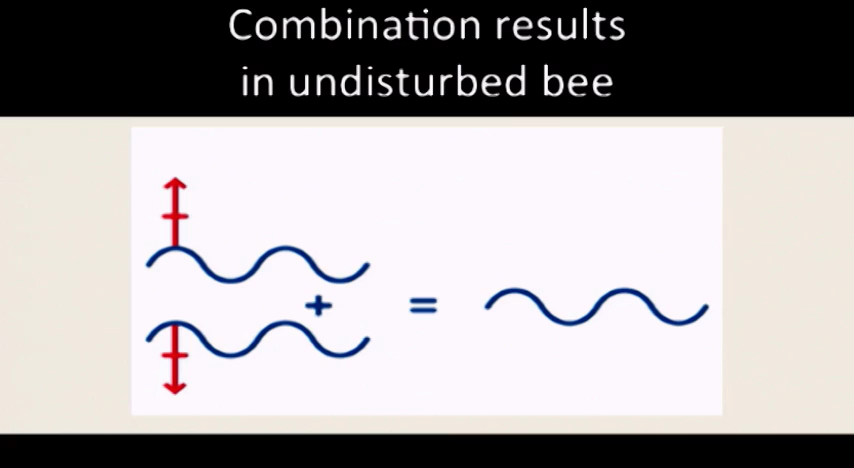 Combination results
in undisturbed bee
+ =